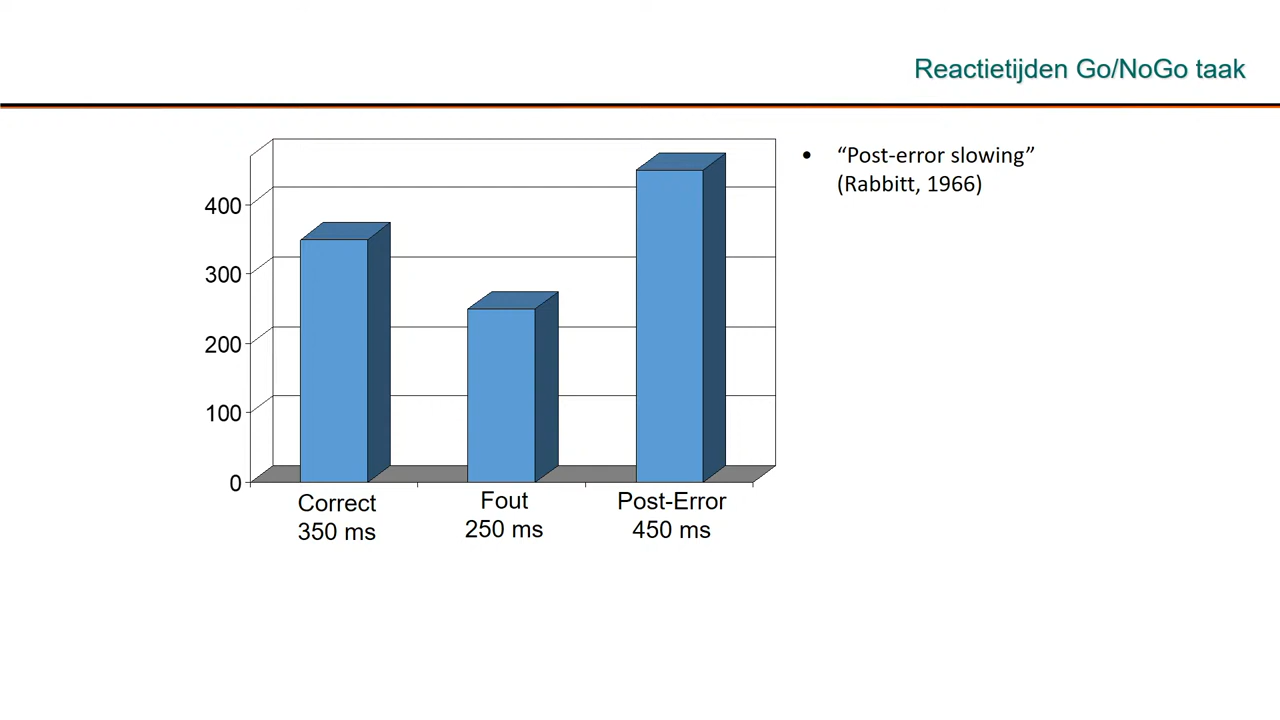 Reactietijden Go/NoGo taak
• “Post-error slowing”
(Rabbitt, 1966)
400
300
200
100
0
Correct
350 ms
Fout
250 ms
Post-Error
450 ms